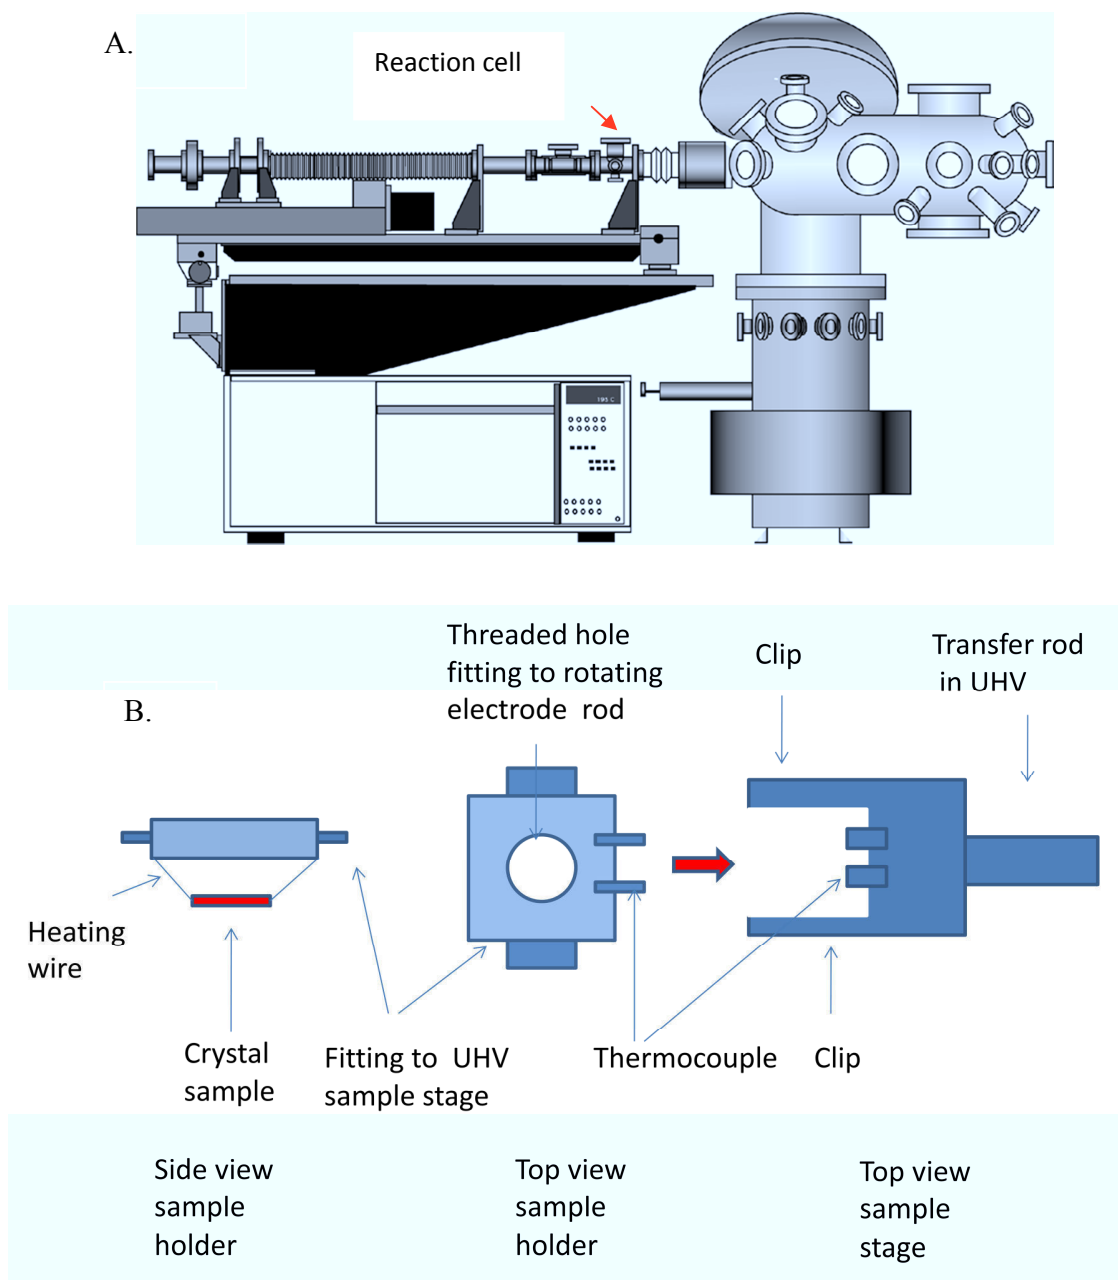 A.
Reaction cell
195 C
Threaded hole
fitting to rotating
electrode rod
Clip
Transfer rod
in UHV
B.
Heating
wire
Crystal
sample
Fitting to UHV
sample stage
Thermocouple
Clip
Side view
sample
holder
Top view
sample
holder
Top view
sample
stage